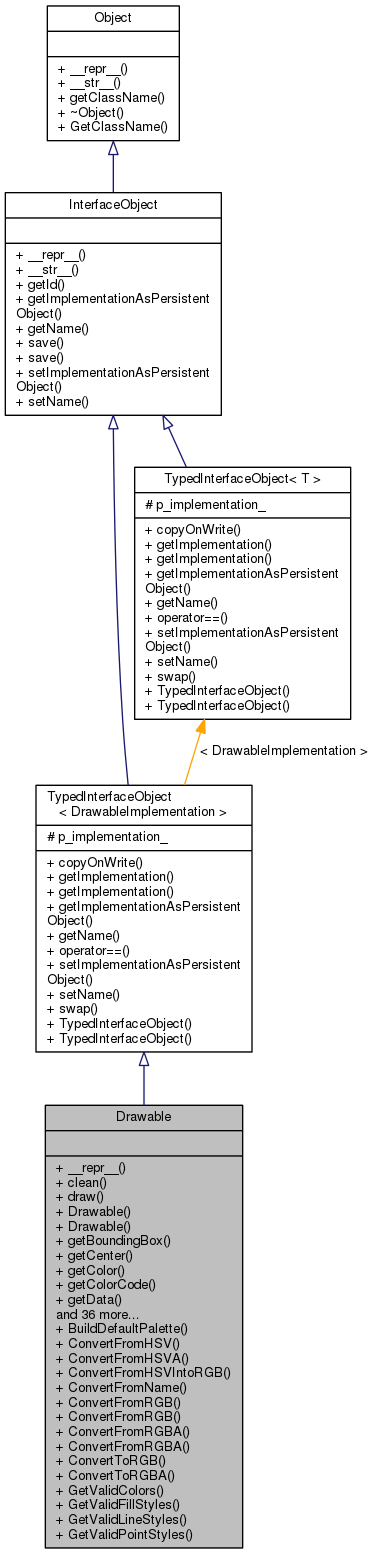 Object
+ __repr__()
+ __str__()
+ getClassName()
+ ~Object()
+ GetClassName()
InterfaceObject
+ __repr__()
+ __str__()
+ getId()
+ getImplementationAsPersistent
Object()
+ getName()
+ save()
+ save()
+ setImplementationAsPersistent
Object()
+ setName()
TypedInterfaceObject< T >
# p_implementation_
+ copyOnWrite()
+ getImplementation()
+ getImplementation()
+ getImplementationAsPersistent
Object()
+ getName()
+ operator==()
+ setImplementationAsPersistent
Object()
+ setName()
+ swap()
+ TypedInterfaceObject()
+ TypedInterfaceObject()
< DrawableImplementation >
TypedInterfaceObject
< DrawableImplementation >
# p_implementation_
+ copyOnWrite()
+ getImplementation()
+ getImplementation()
+ getImplementationAsPersistent
Object()
+ getName()
+ operator==()
+ setImplementationAsPersistent
Object()
+ setName()
+ swap()
+ TypedInterfaceObject()
+ TypedInterfaceObject()
Drawable
+ __repr__()
+ clean()
+ draw()
+ Drawable()
+ Drawable()
+ getBoundingBox()
+ getCenter()
+ getColor()
+ getColorCode()
+ getData()
and 36 more...
+ BuildDefaultPalette()
+ ConvertFromHSV()
+ ConvertFromHSVA()
+ ConvertFromHSVIntoRGB()
+ ConvertFromName()
+ ConvertFromRGB()
+ ConvertFromRGB()
+ ConvertFromRGBA()
+ ConvertFromRGBA()
+ ConvertToRGB()
+ ConvertToRGBA()
+ GetValidColors()
+ GetValidFillStyles()
+ GetValidLineStyles()
+ GetValidPointStyles()